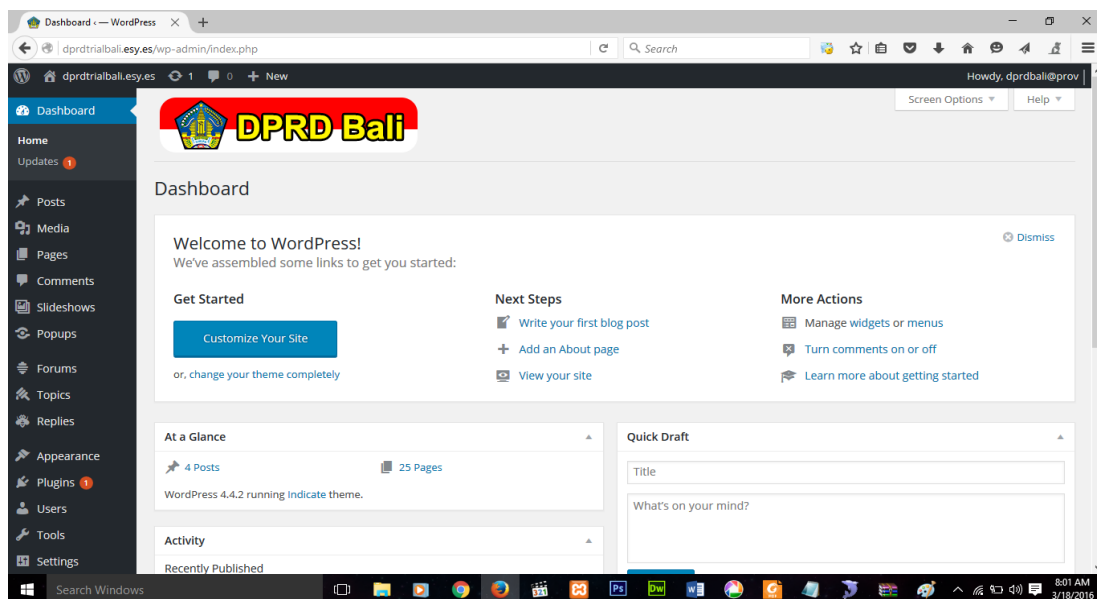 Dashboard ‹ — WordPress
dprdtrialbali.esy.es/wp-admin/index.php
Search
dprdtrialbali.esy.es 1 0 New
Howdy, dprdbali@prov
Screen Options
Help
Dashboard
Home
Updates 1
Posts
Media
Pages
Comments
Slideshows
Popups
Forums
Topics
Replies
Appearance
Plugins 1
Users
Tools
Settings
DPRD Bali
Dashboard
Welcome to WordPress!
We've assembled some links to get you started:
Dismiss
Get Started
Customize Your Site
or, change your theme completely
Next Steps
Write your first blog post
Add an About page
View your site
More Actions
Manage widgets or menus
Turn comments on or off
Learn more about getting started
At a Glance
4 Posts
25 Pages
WordPress 4.4.2 running Indicate theme.
Activity
Recently Published
Quick Draft
Title
What's on your mind?
Search Windows
321
Ps
Dw
8:01 AM
3/18/2016